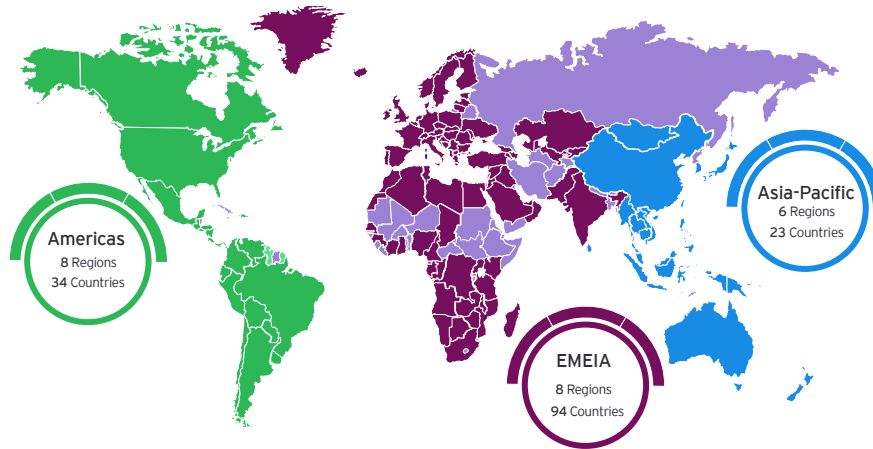 Americas
8 Regions
34 Countries
EMEIA
8 Regions
94 Countries
Asia-Pacific
6 Regions
23 Countries